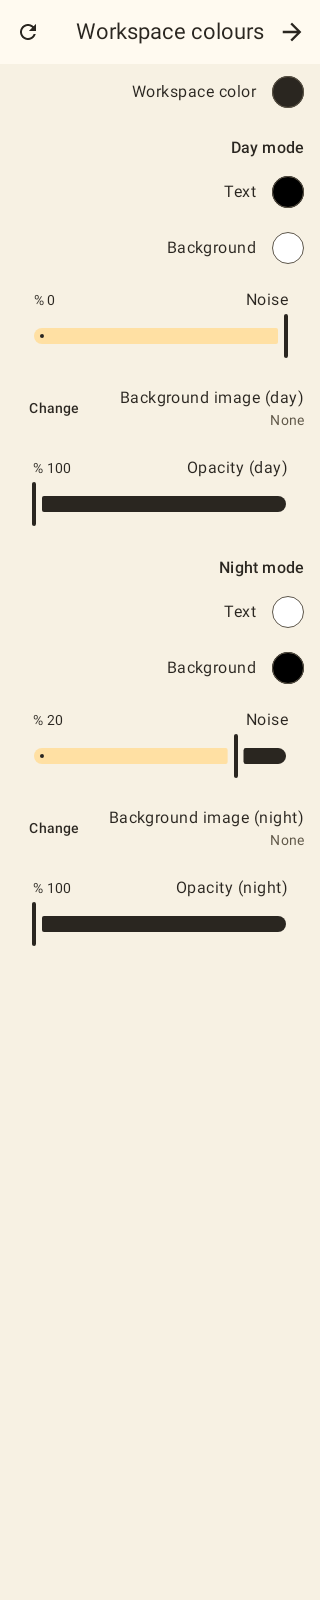 Workspace colours
Workspace color
Day mode
Text
Background
Noise
% 0
Background image (day)
None
Change
Opacity (day)
% 100
Night mode
Text
Background
Noise
% 20
Background image (night)
None
Change
Opacity (night)
% 100